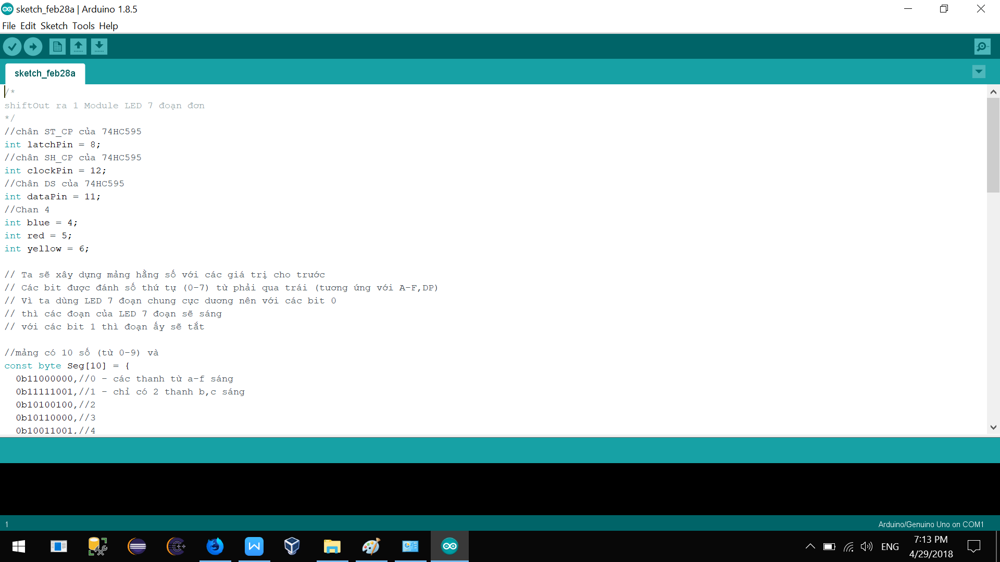 sketch_feb28a | Arduino 1.8.5
File Edit Sketch Tools Help
sketch_feb28a
/*
shiftOut ra 1 Module LED 7 đoạn đơn
*/
//chân ST_CP của 74HC595
int latchPin = 8;
//chân SH_CP của 74HC595
int clockPin = 12;
//Chân DS của 74HC595
int dataPin = 11;
//Chan 4
int blue = 4;
int red = 5;
int yellow = 6;
// Ta sẽ xây dựng mảng hằng số với các giá trị cho trước
// Các bit được đánh số thứ tự (0-7) từ phải qua trái (tương ứng với A-F,DP)
// Vì ta dùng LED 7 đoạn chung cực dương nên với các bit 0
// thì các đoạn của LED 7 đoạn sẽ sáng
// với các bit 1 thì đoạn ấy sẽ tắt
//mảng có 10 số (từ 0-9) và
const byte Seg[10] = {
0b11000000,//0 - các thanh từ a-f sáng
0b11111001,//1 - chỉ có 2 thanh b,c sáng
0b10100100,//2
0b10110000,//3
0b10011001,//4
1
Arduino/Genuino Uno on COM1
C++
W
ENG
7:13 PM
4/29/2018